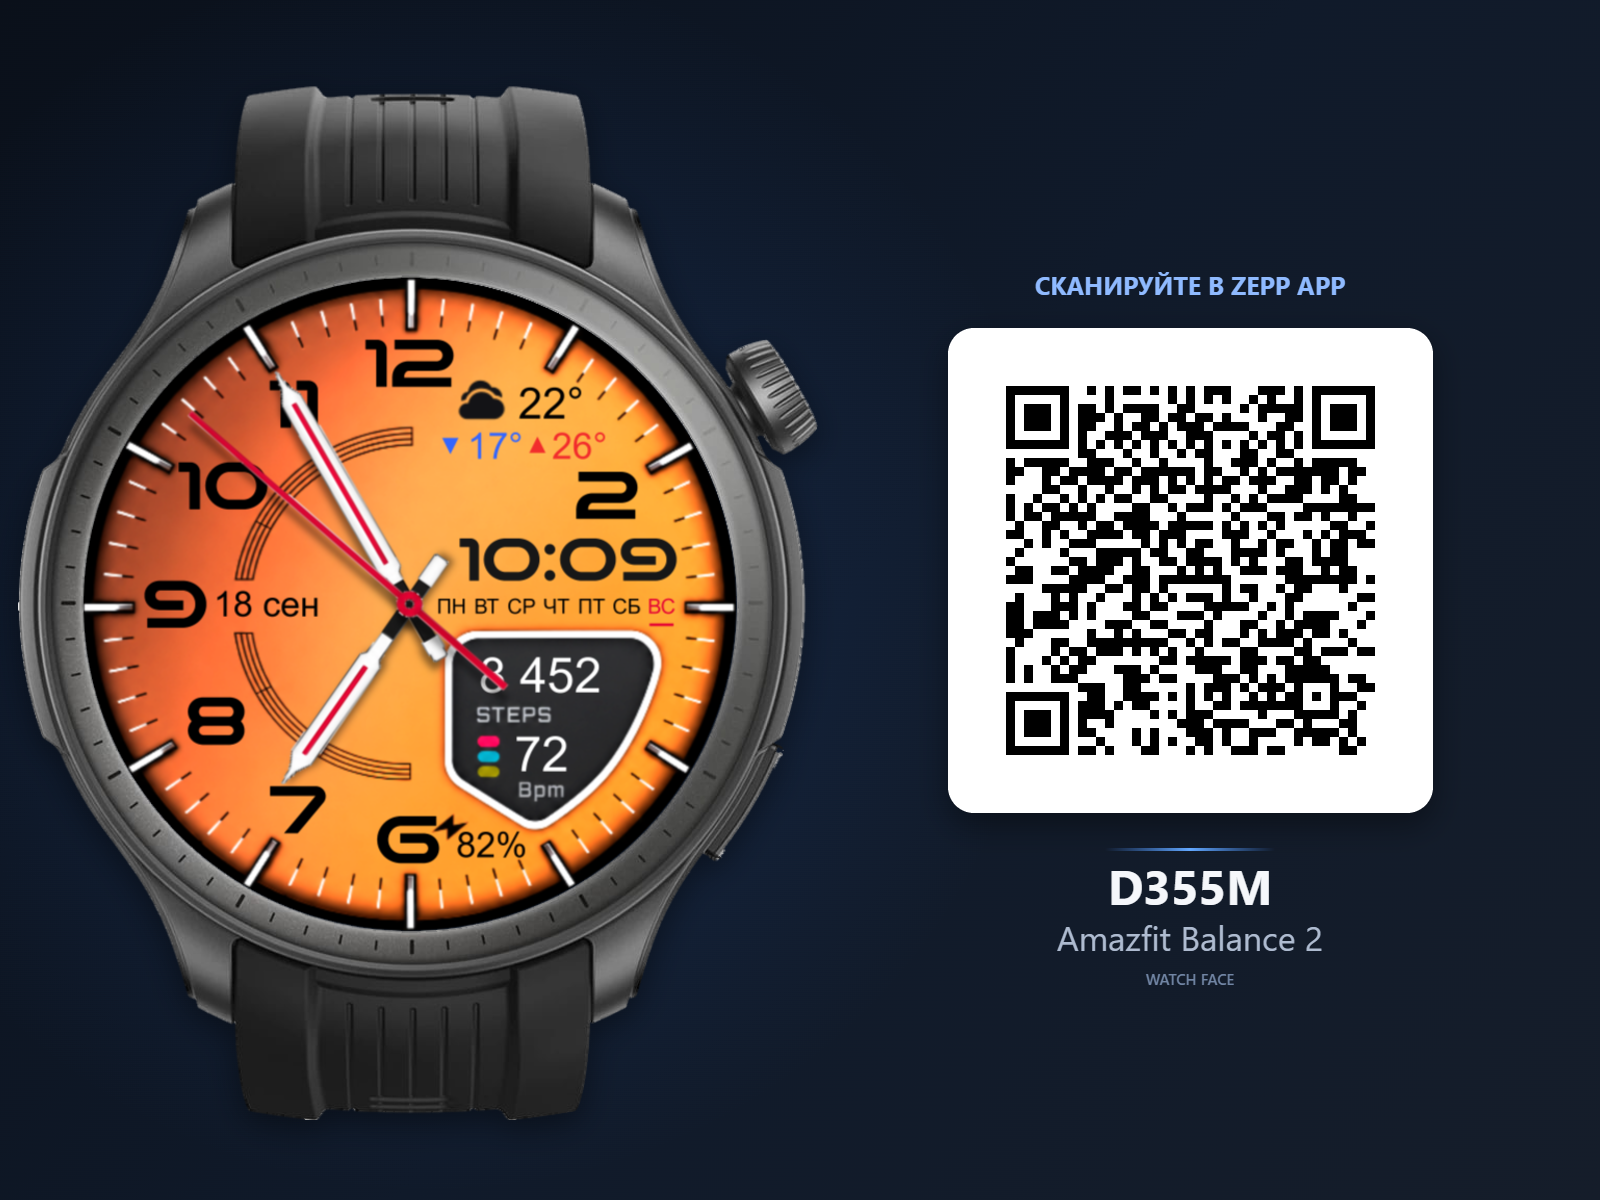 12
11
22°
▼17°▲26°
10
2
10:09
9
18 сен
ПН ВТ СР ЧТ ПТ СБ ВС
8 452
STEPS
8
72
Bpm
7
6
82%
СКАНИРУЙТЕ В ZEPP APP
D355M
Amazfit Balance 2
WATCH FACE